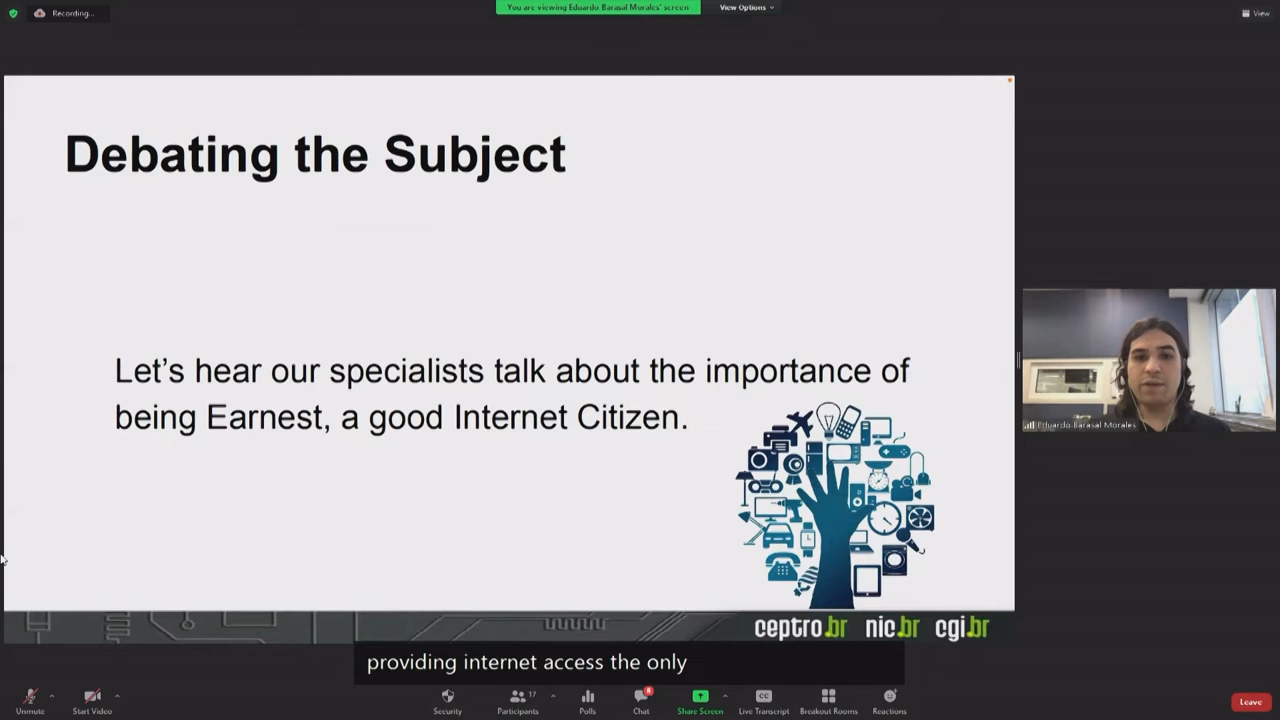 Recording...
You are viewing Eduardo Barasal Morales' screen
View Options
View
Debating the Subject
Let's hear our specialists talk about the importance of
being Earnest, a good Internet Citizen.
Eduardo Barasal Morales
ceptro.br nic.br cgi.br
providing internet access the only
Unmute
Start Video
Security
Participants
17
Polls
Chat
8
Share Screen
CC
Live Transcript
Breakout Rooms
Reactions
Leave